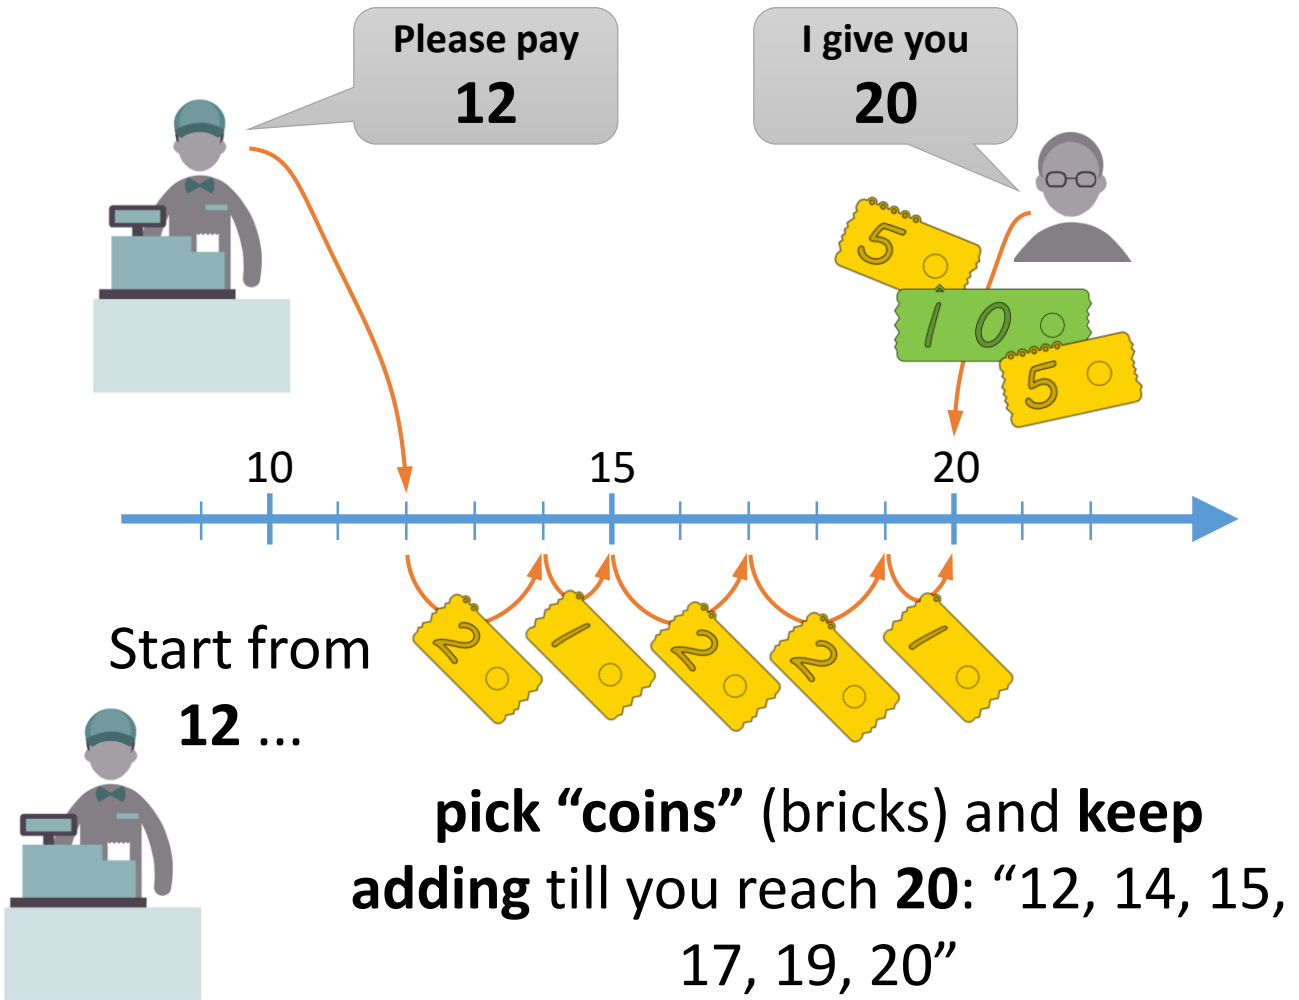 Please pay
12
I give you
20
5
10
5
10 15 20
2 1 2 2 1
Start from
12 ...
pick “coins” (bricks) and keep
adding till you reach 20: “12, 14, 15,
17, 19, 20”